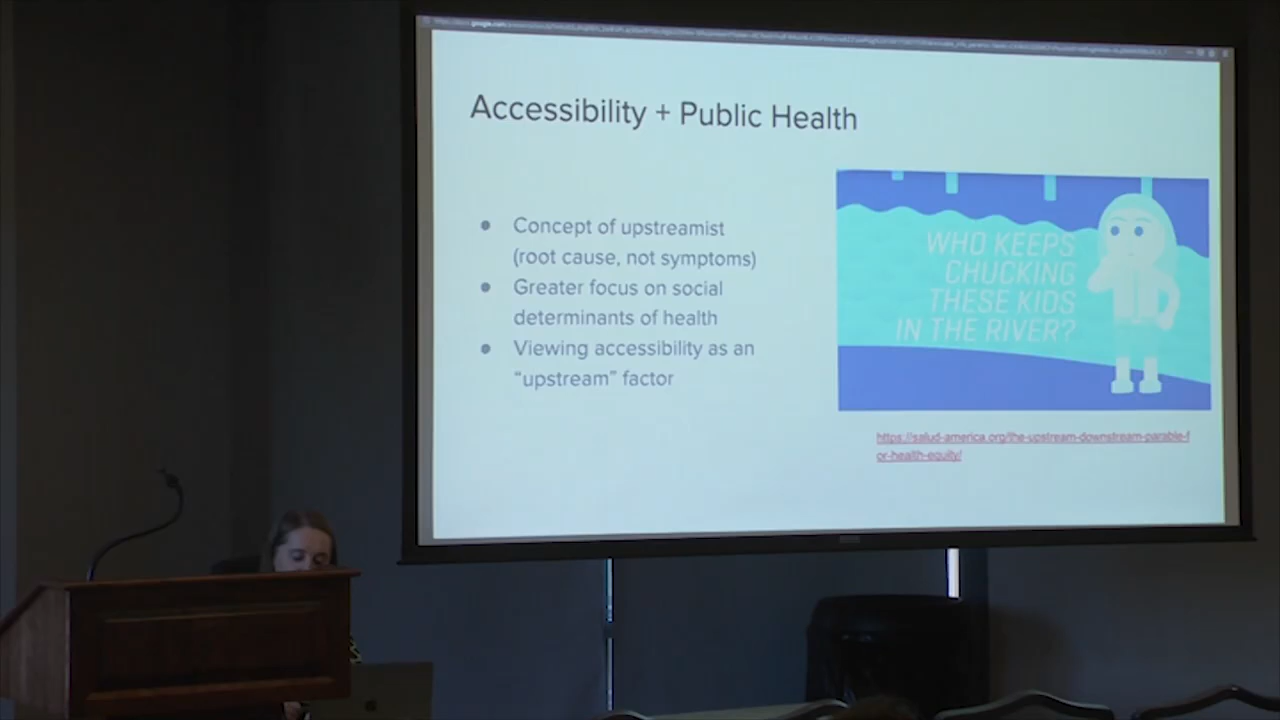 Accessibility + Public Health
● Concept of upstreamist
(root cause, not symptoms)
● Greater focus on social
determinants of health
● Viewing accessibility as an
“upstream” factor
WHO KEEPS
CHUCKING
THESE KIDS
IN THE RIVER?
https://salud-america.org/the-upstream-downstream-parable-f
or-health-equity/